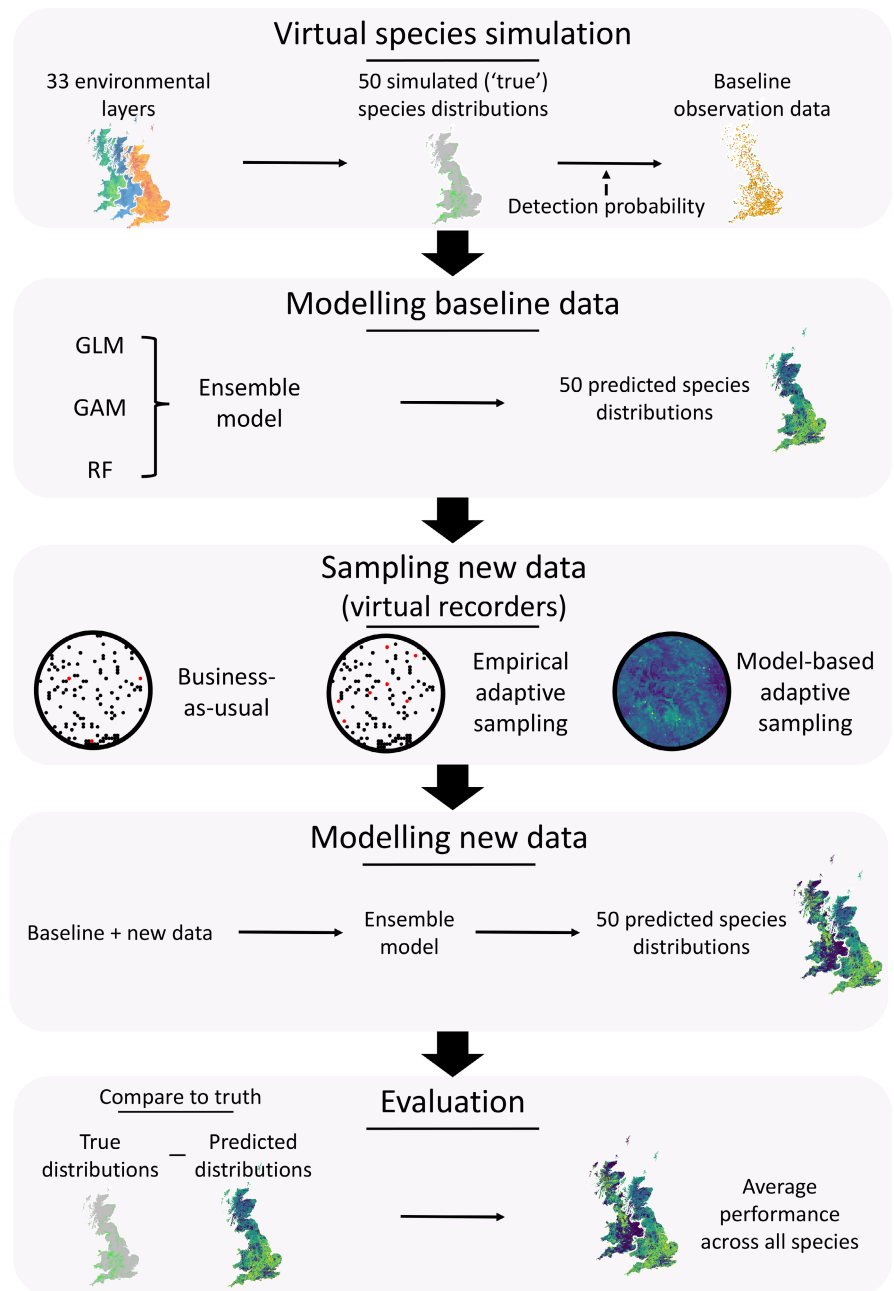 Virtual species simulation
33 environmental
layers
50 simulated (‘true’)
species distributions
Baseline
observation data
Detection probability
Modelling baseline data
GLM
GAM
RF
Ensemble
model
50 predicted species
distributions
Sampling new data
(virtual recorders)
Business-
as-usual
Empirical
adaptive
sampling
Model-based
adaptive
sampling
Modelling new data
Baseline + new data
Ensemble
model
50 predicted species
distributions
Evaluation
Compare to truth
True
distributions
–
Predicted
distributions
Average
performance
across all species